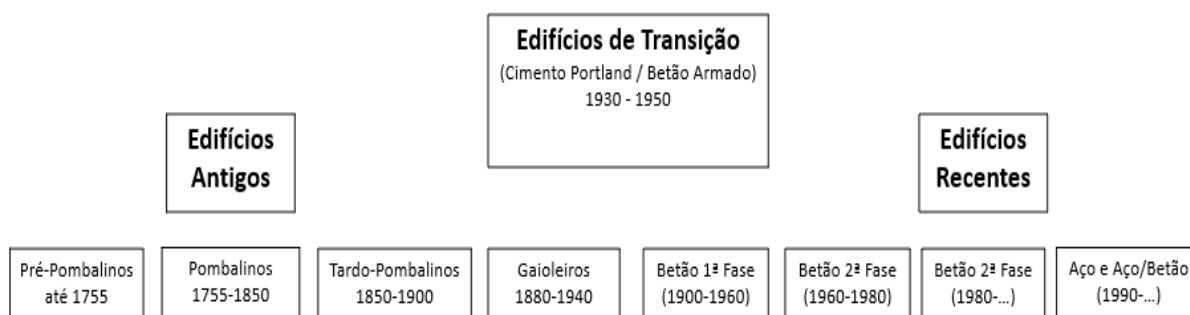 Edifícios de Transição
(Cimento Portland / Betão Armado)
1930 - 1950
Edifícios
Antigos
Edifícios
Recentes
Pré-Pombalinos
até 1755
Pombalinos
1755-1850
Tardo-Pombalinos
1850-1900
Gaioleiros
1880-1940
Betão 1ª Fase
(1900-1960)
Betão 2ª Fase
(1960-1980)
Betão 2ª Fase
(1980-...)
Aço e Aço/Betão
(1990-...)